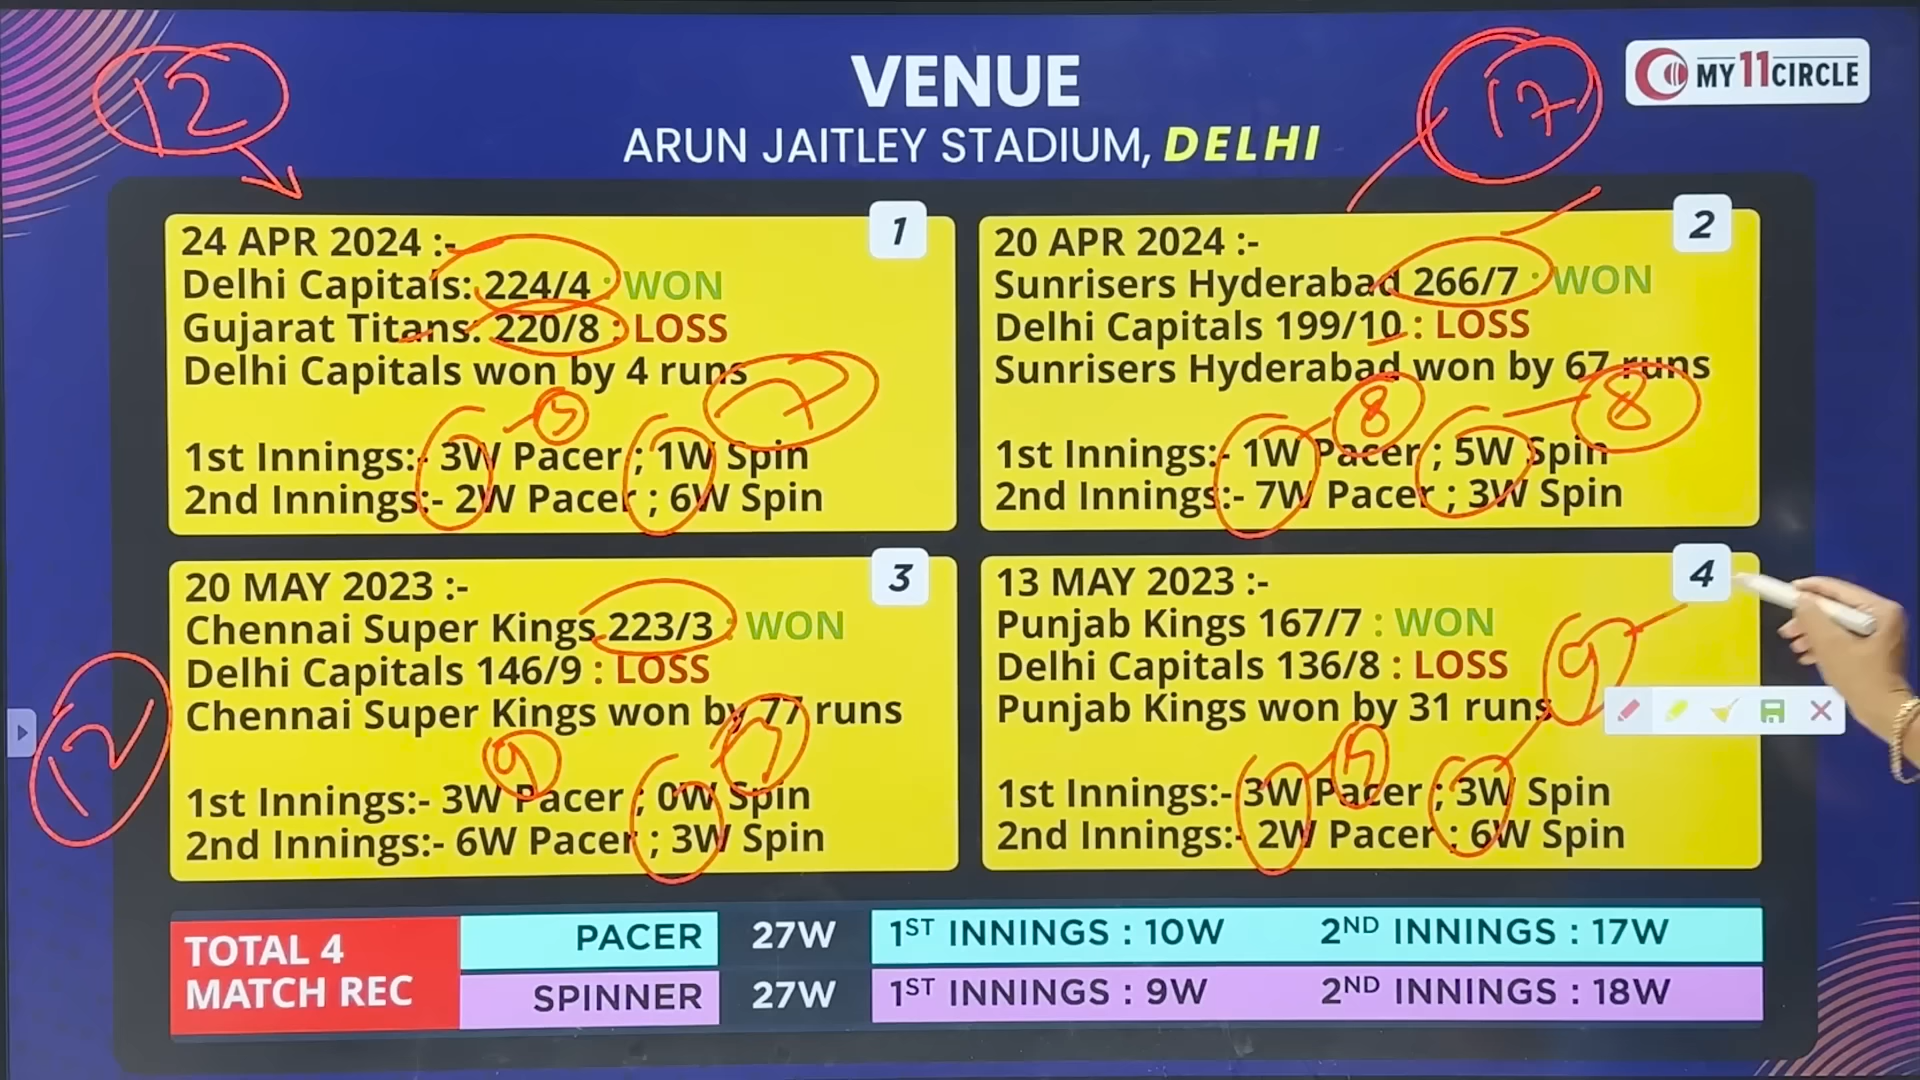 VENUE
ARUN JAITLEY STADIUM, DELHI
MY11CIRCLE
12
17
1
24 APR 2024 :-
Delhi Capitals: 224/4 : WON
Gujarat Titans: 220/8 : LOSS
Delhi Capitals won by 4 runs
5
7
1st Innings:- 3W Pacer ; 1W Spin
2nd Innings:- 2W Pacer ; 6W Spin
2
20 APR 2024 :-
Sunrisers Hyderabad 266/7 : WON
Delhi Capitals 199/10 : LOSS
Sunrisers Hyderabad won by 67 runs
8
8
1st Innings:- 1W Pacer ; 5W Spin
2nd Innings:- 7W Pacer ; 3W Spin
3
20 MAY 2023 :-
Chennai Super Kings 223/3 : WON
Delhi Capitals 146/9 : LOSS
Chennai Super Kings won by 77 runs
12
9
3
1st Innings:- 3W Pacer ; 0W Spin
2nd Innings:- 6W Pacer ; 3W Spin
4
13 MAY 2023 :-
Punjab Kings 167/7 : WON
Delhi Capitals 136/8 : LOSS
Punjab Kings won by 31 runs
9
5
1st Innings:- 3W Pacer ; 3W Spin
2nd Innings:- 2W Pacer ; 6W Spin
TOTAL 4
MATCH REC
PACER 27W 1ST INNINGS : 10W 2ND INNINGS : 17W
SPINNER 27W 1ST INNINGS : 9W 2ND INNINGS : 18W